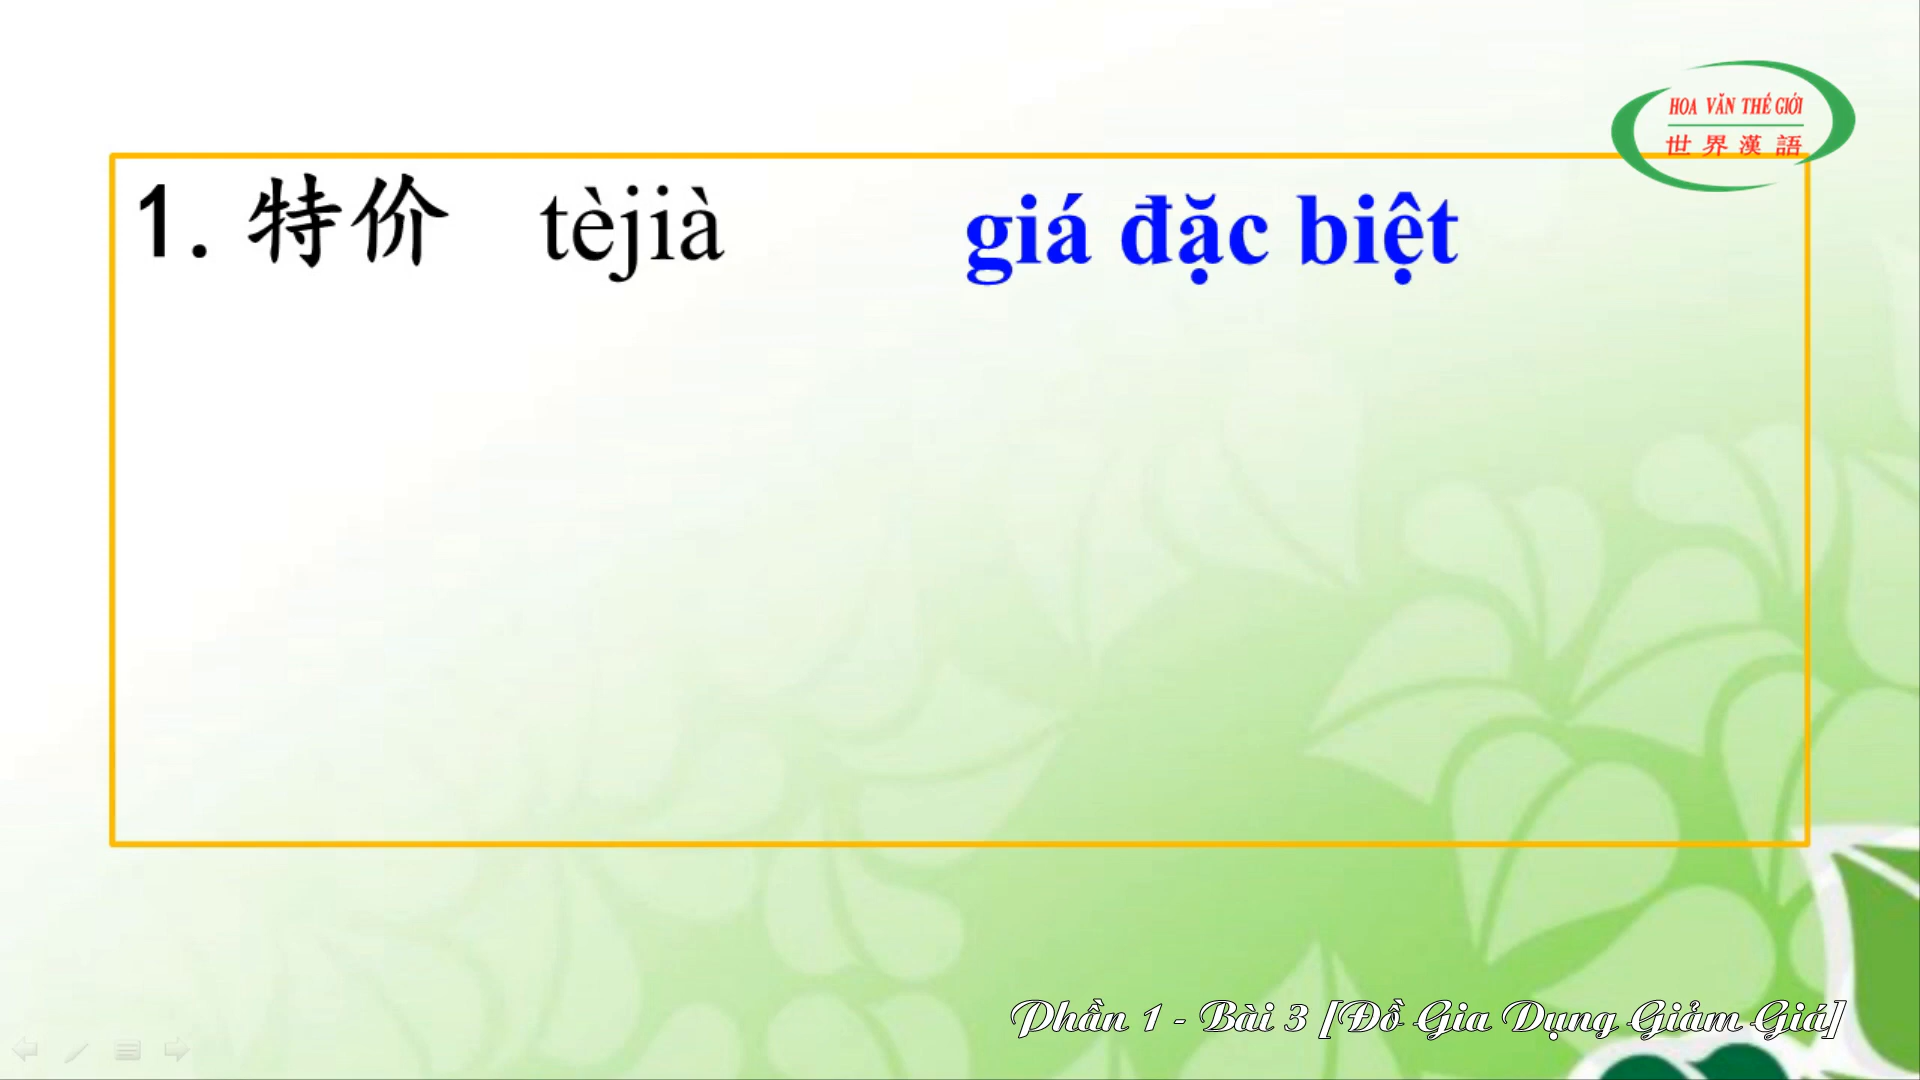 HOA VĂN THẾ GIỚI
世界漢語
1. 特价 tèjià giá đặc biệt
Phần 1 - Bài 3 [Đồ Gia Dụng Giảm Giá]